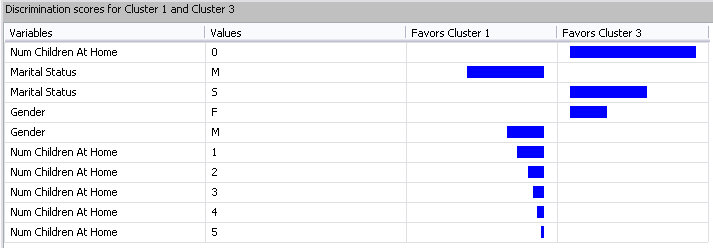 Discrimination scores for Cluster 1 and Cluster 3
Variables Values Favors Cluster 1 Favors Cluster 3
Num Children At Home 0
Marital Status M
Marital Status S
Gender F
Gender M
Num Children At Home 1
Num Children At Home 2
Num Children At Home 3
Num Children At Home 4
Num Children At Home 5